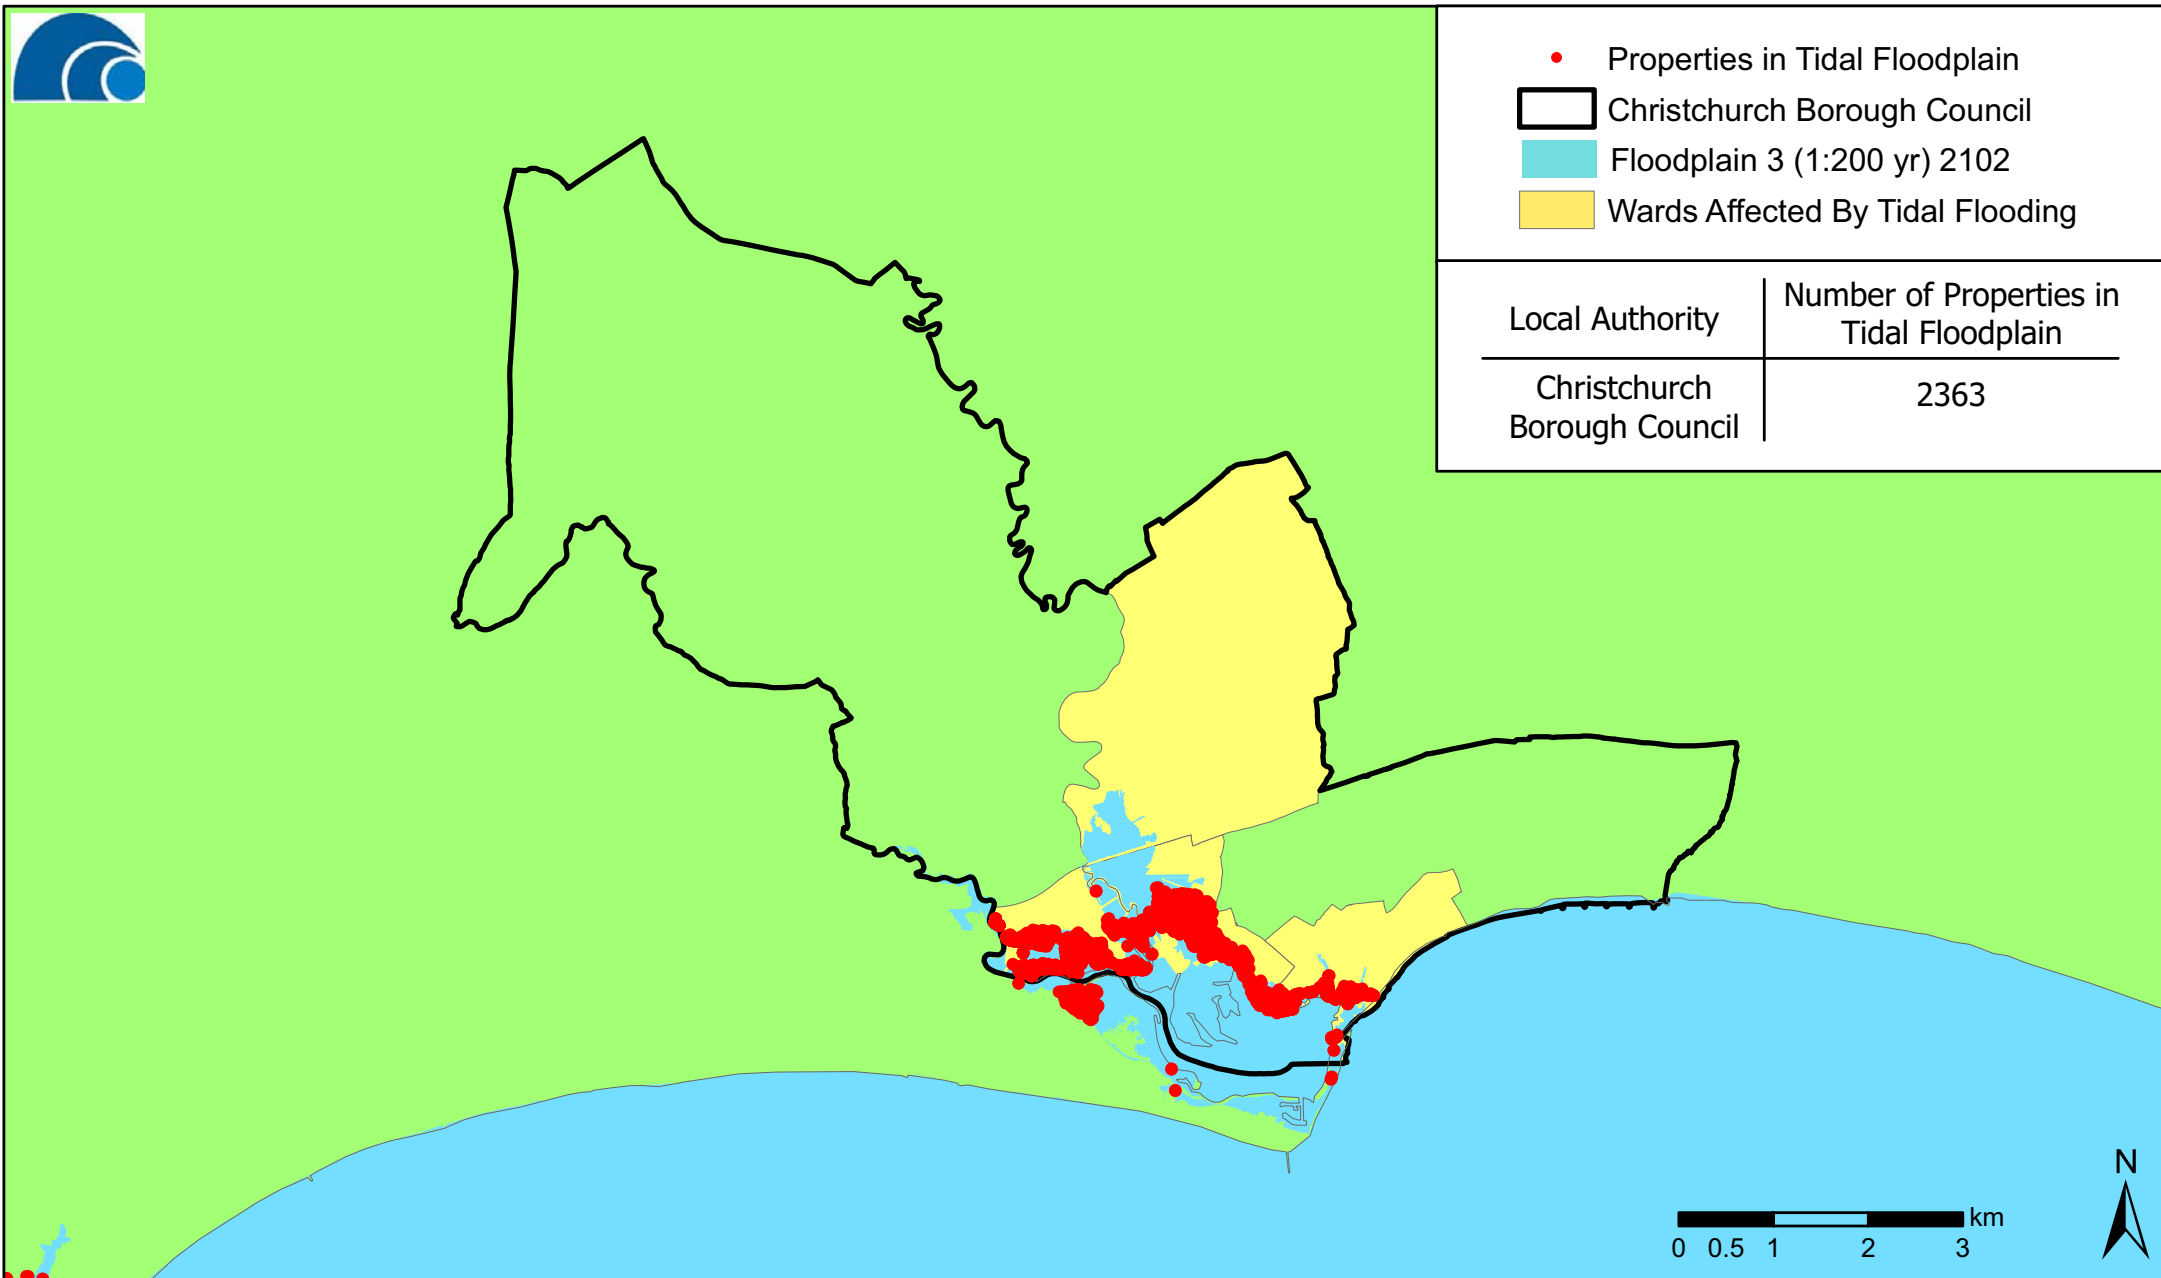 Properties in Tidal Floodplain
Christchurch Borough Council
Floodplain 3 (1:200 yr) 2102
Wards Affected By Tidal Flooding
Local Authority
Number of Properties in
Tidal Floodplain
Christchurch
Borough Council
2363
N
km
0 0.5 1 2 3